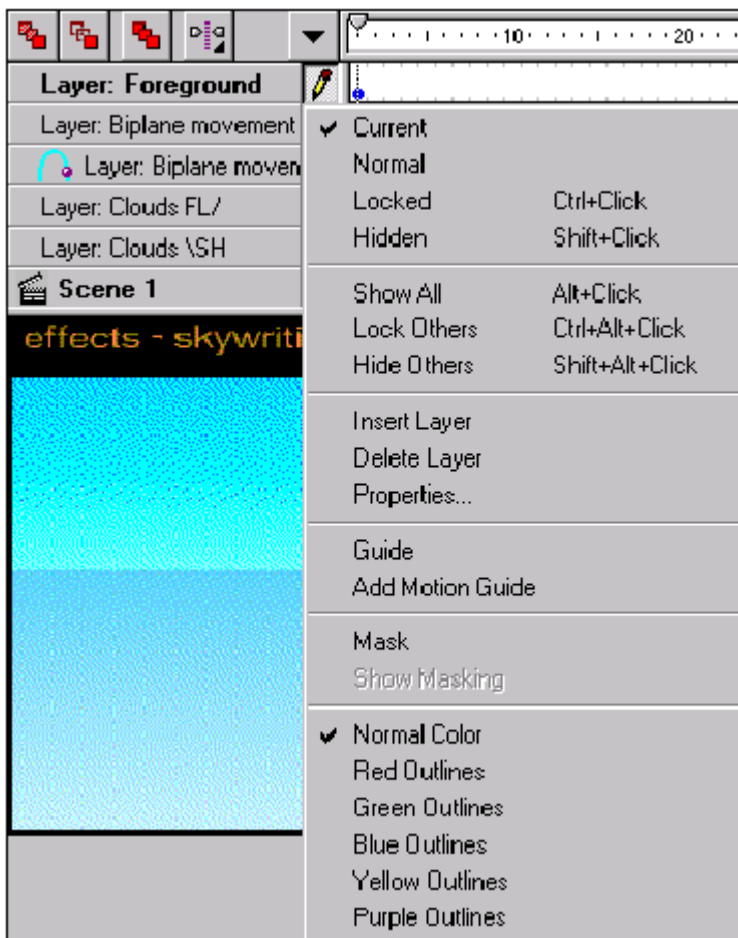 10 20
Layer: Foreground
Layer: Biplane movement
Layer: Biplane movem
Layer: Clouds FL/
Layer: Clouds \SH
Scene 1
effects - skywriti
Current
Normal
Locked Ctrl+Click
Hidden Shift+Click
Show All Alt+Click
Lock Others Ctrl+Alt+Click
Hide Others Shift+Alt+Click
Insert Layer
Delete Layer
Properties...
Guide
Add Motion Guide
Mask
Show Masking
Normal Color
Red Outlines
Green Outlines
Blue Outlines
Yellow Outlines
Purple Outlines